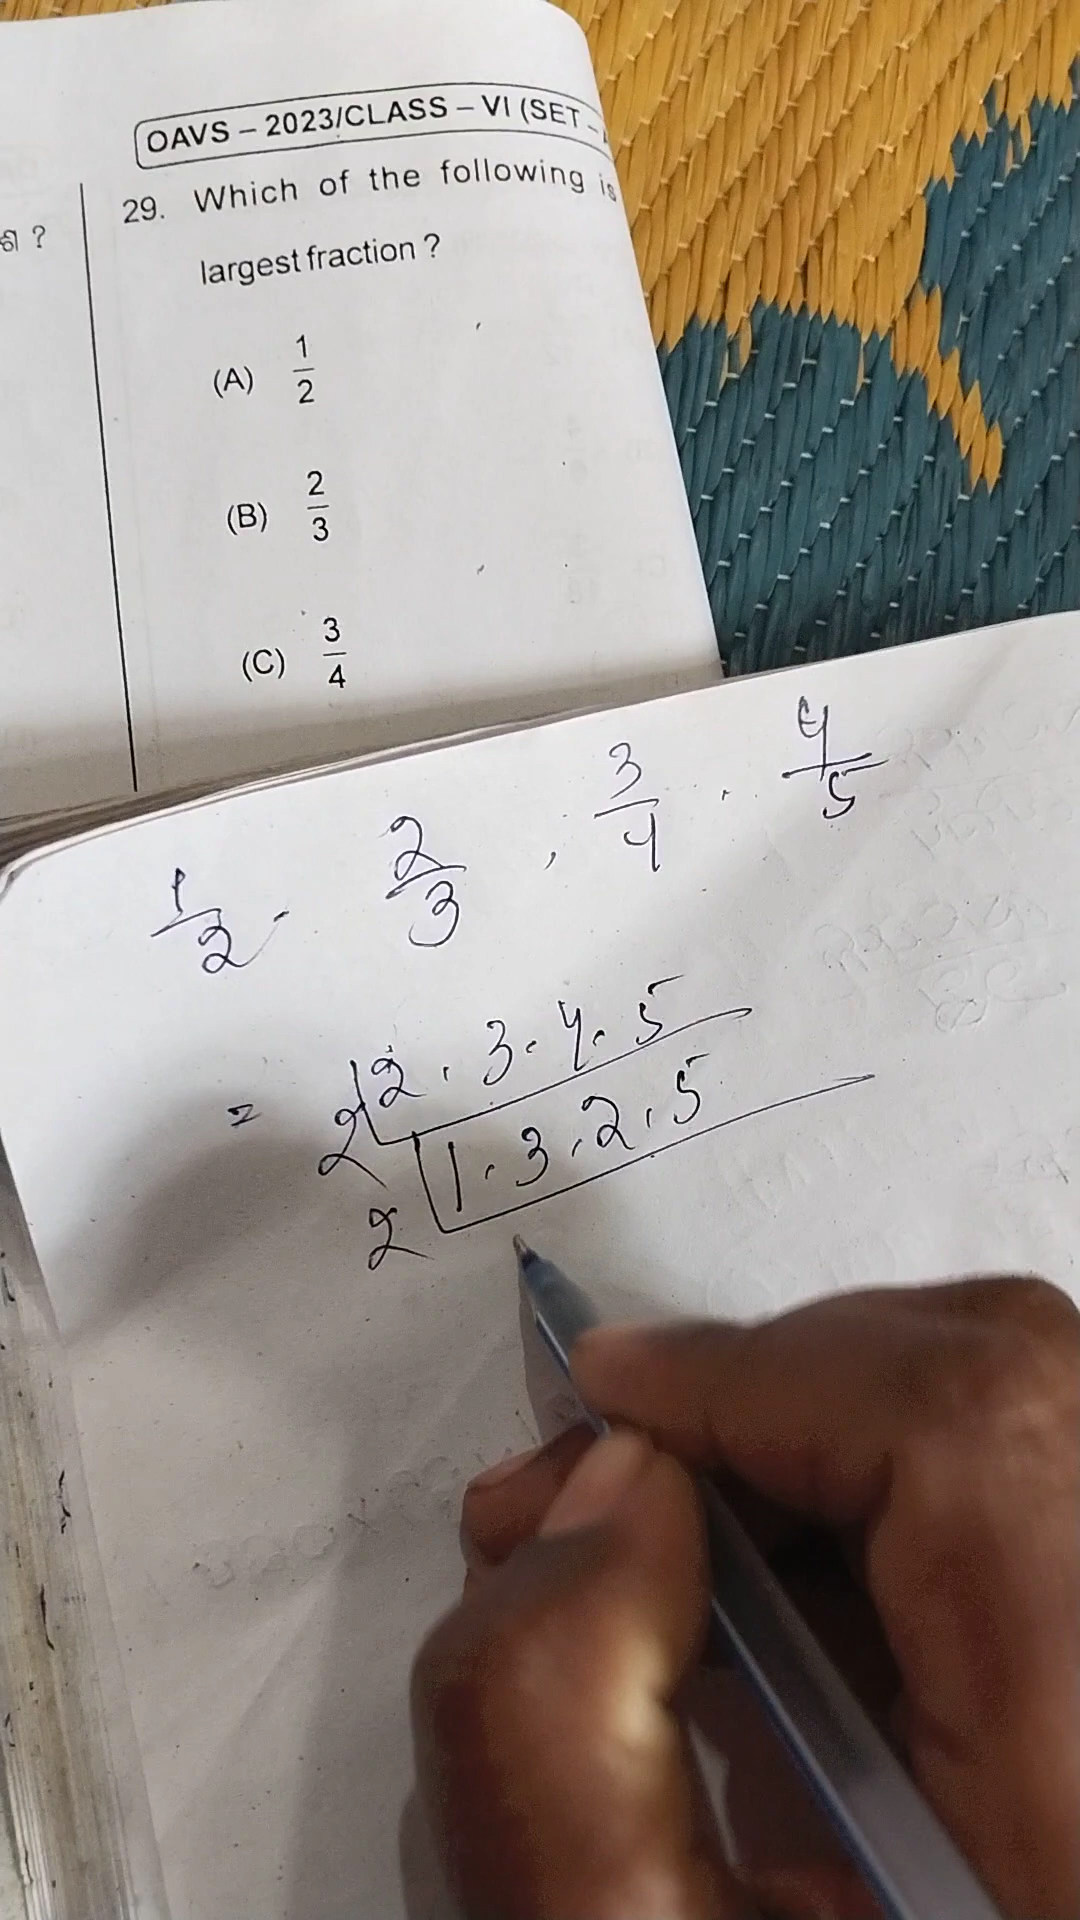 OAVS – 2023/CLASS – VI (SET –
ଶ ?
29. Which of the following is
largest fraction ?
(A) 1/2
(B) 2/3
(C) 3/4
1/2 , 2/3 , 3/4 , 4/5
= 2 2 , 3 , 4 , 5
2 1 , 3 , 2 , 5